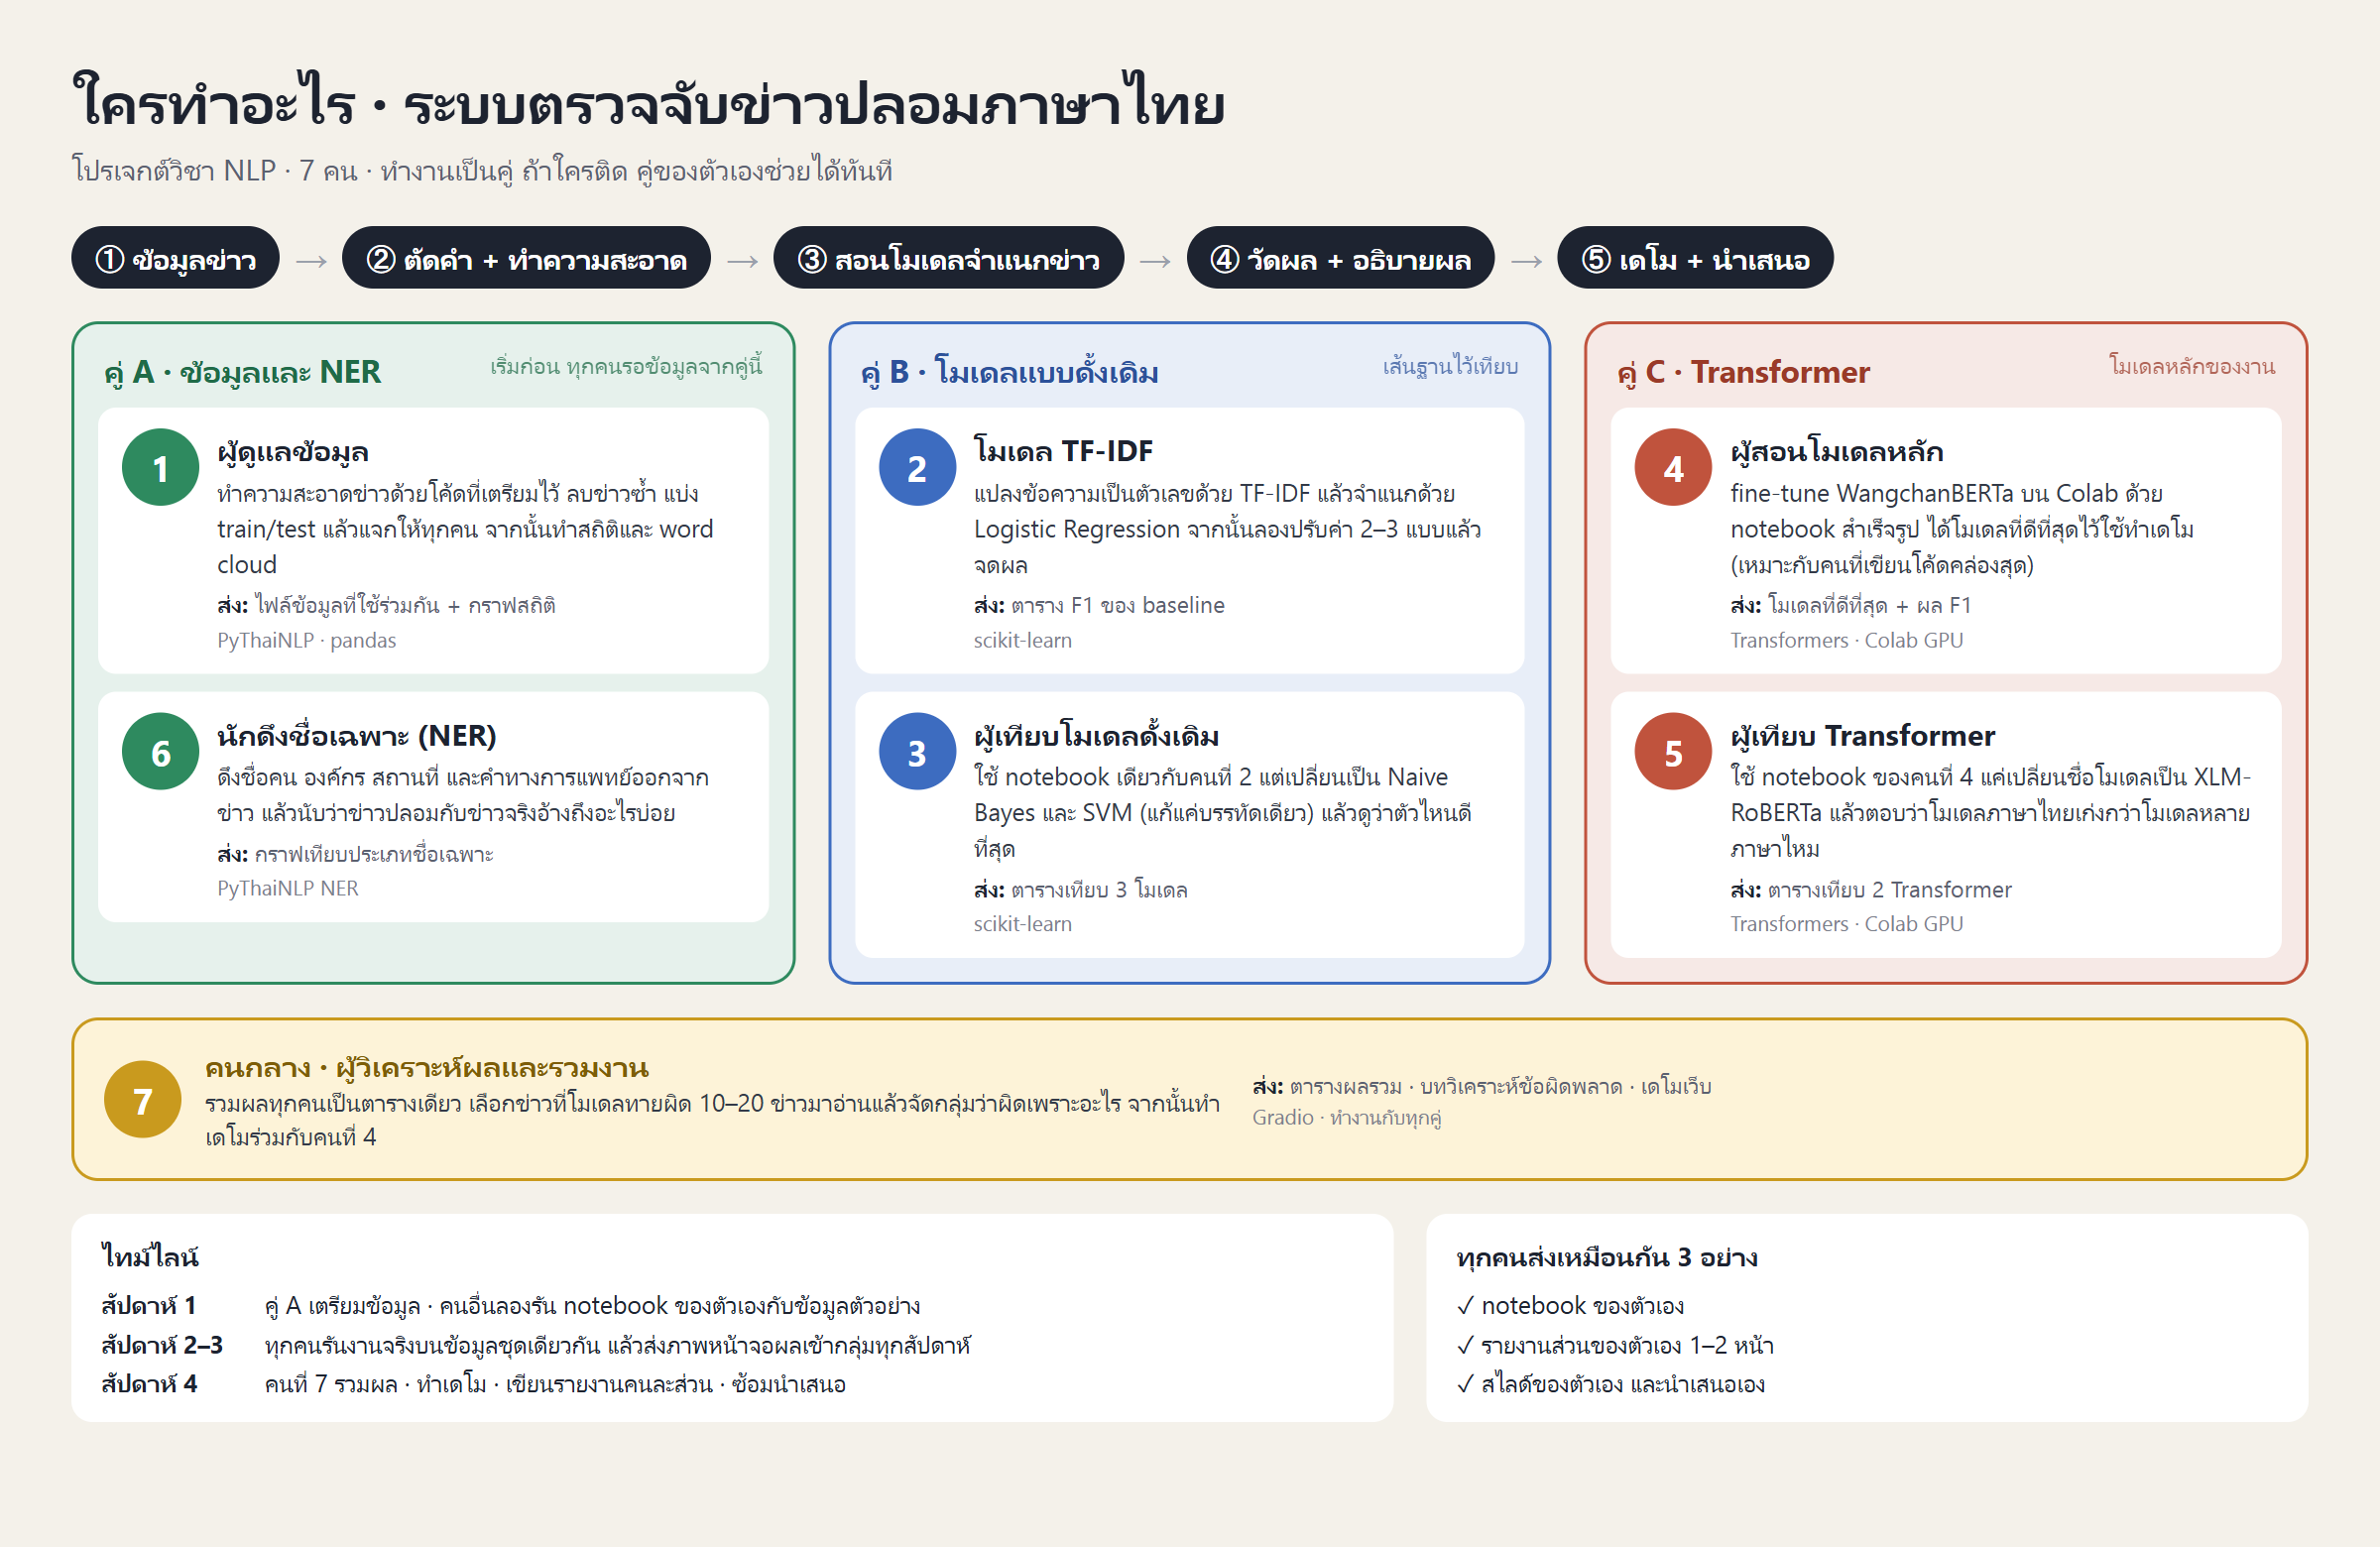 ใครทำอะไร · ระบบตรวจจับข่าวปลอมภาษาไทย
โปรเจกต์วิชา NLP · 7 คน · ทำงานเป็นคู่ ถ้าใครติด คู่ของตัวเองช่วยได้ทันที
① ข้อมูลข่าว → ② ตัดคำ + ทำความสะอาด → ③ สอนโมเดลจำแนกข่าว → ④ วัดผล + อธิบายผล → ⑤ เดโม + นำเสนอ
คู่ A · ข้อมูลและ NER
เริ่มก่อน ทุกคนรอข้อมูลจากคู่นี้
1
ผู้ดูแลข้อมูล
ทำความสะอาดข่าวด้วยโค้ดที่เตรียมไว้ ลบข่าวซ้ำ แบ่ง
train/test แล้วแจกให้ทุกคน จากนั้นทำสถิติและ word
cloud
ส่ง: ไฟล์ข้อมูลที่ใช้ร่วมกัน + กราฟสถิติ
PyThaiNLP · pandas
6
นักดึงชื่อเฉพาะ (NER)
ดึงชื่อคน องค์กร สถานที่ และคำทางการแพทย์ออกจาก
ข่าว แล้วนับว่าข่าวปลอมกับข่าวจริงอ้างถึงอะไรบ่อย
ส่ง: กราฟเทียบประเภทชื่อเฉพาะ
PyThaiNLP NER
คู่ B · โมเดลแบบดั้งเดิม
เส้นฐานไว้เทียบ
2
โมเดล TF-IDF
แปลงข้อความเป็นตัวเลขด้วย TF-IDF แล้วจำแนกด้วย
Logistic Regression จากนั้นลองปรับค่า 2–3 แบบแล้ว
จดผล
ส่ง: ตาราง F1 ของ baseline
scikit-learn
3
ผู้เทียบโมเดลดั้งเดิม
ใช้ notebook เดียวกับคนที่ 2 แต่เปลี่ยนเป็น Naive
Bayes และ SVM (แก้แค่บรรทัดเดียว) แล้วดูว่าตัวไหนดี
ที่สุด
ส่ง: ตารางเทียบ 3 โมเดล
scikit-learn
คู่ C · Transformer
โมเดลหลักของงาน
4
ผู้สอนโมเดลหลัก
fine-tune WangchanBERTa บน Colab ด้วย
notebook สำเร็จรูป ได้โมเดลที่ดีที่สุดไว้ใช้ทำเดโม
(เหมาะกับคนที่เขียนโค้ดคล่องสุด)
ส่ง: โมเดลที่ดีที่สุด + ผล F1
Transformers · Colab GPU
5
ผู้เทียบ Transformer
ใช้ notebook ของคนที่ 4 แค่เปลี่ยนชื่อโมเดลเป็น XLM-
RoBERTa แล้วตอบว่าโมเดลภาษาไทยเก่งกว่าโมเดลหลาย
ภาษาไหม
ส่ง: ตารางเทียบ 2 Transformer
Transformers · Colab GPU
7
คนกลาง · ผู้วิเคราะห์ผลและรวมงาน
รวมผลทุกคนเป็นตารางเดียว เลือกข่าวที่โมเดลทายผิด 10–20 ข่าวมาอ่านแล้วจัดกลุ่มว่าผิดเพราะอะไร จากนั้นทำ
เดโมร่วมกับคนที่ 4
ส่ง: ตารางผลรวม · บทวิเคราะห์ข้อผิดพลาด · เดโมเว็บ
Gradio · ทำงานกับทุกคู่
ไทม์ไลน์
สัปดาห์ 1 คู่ A เตรียมข้อมูล · คนอื่นลองรัน notebook ของตัวเองกับข้อมูลตัวอย่าง
สัปดาห์ 2–3 ทุกคนรันงานจริงบนข้อมูลชุดเดียวกัน แล้วส่งภาพหน้าจอผลเข้ากลุ่มทุกสัปดาห์
สัปดาห์ 4 คนที่ 7 รวมผล · ทำเดโม · เขียนรายงานคนละส่วน · ซ้อมนำเสนอ
ทุกคนส่งเหมือนกัน 3 อย่าง
✓ notebook ของตัวเอง
✓ รายงานส่วนของตัวเอง 1–2 หน้า
✓ สไลด์ของตัวเอง และนำเสนอเอง